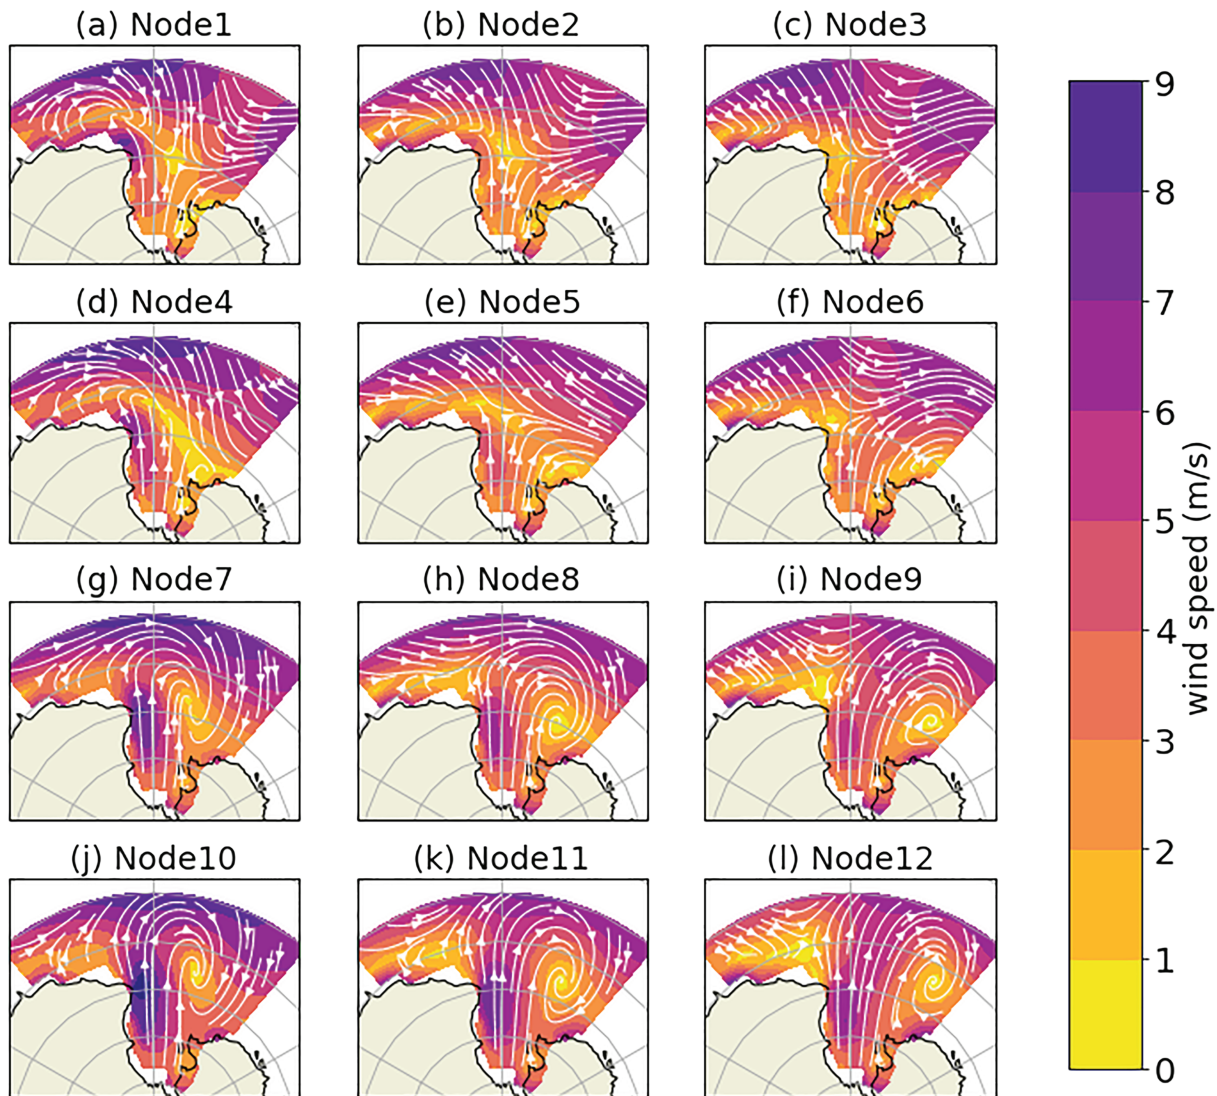 (a) Node1
(b) Node2
(c) Node3
(d) Node4
(e) Node5
(f) Node6
(g) Node7
(h) Node8
(i) Node9
(j) Node10
(k) Node11
(l) Node12
9
8
7
6
5
4
3
2
1
0
wind speed (m/s)